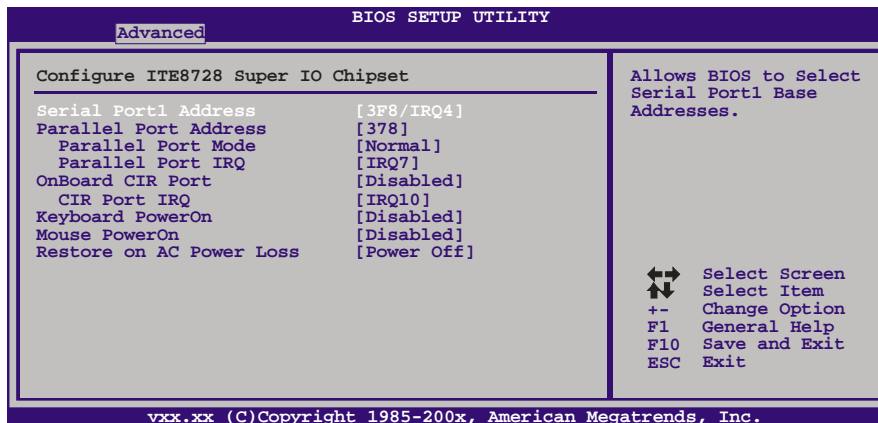 BIOS SETUP UTILITY
Advanced
Configure ITE8728 Super IO Chipset
Serial Port1 Address [3F8/IRQ4]
Parallel Port Address [378]
Parallel Port Mode [Normal]
Parallel Port IRQ [IRQ7]
OnBoard CIR Port [Disabled]
CIR Port IRQ [IRQ10]
Keyboard PowerOn [Disabled]
Mouse PowerOn [Disabled]
Restore on AC Power Loss [Power Off]
Allows BIOS to Select
Serial Port1 Base
Addresses.
Select Screen
Select Item
+- Change Option
F1 General Help
F10 Save and Exit
ESC Exit
vxx.xx (C)Copyright 1985-200x, American Megatrends, Inc.